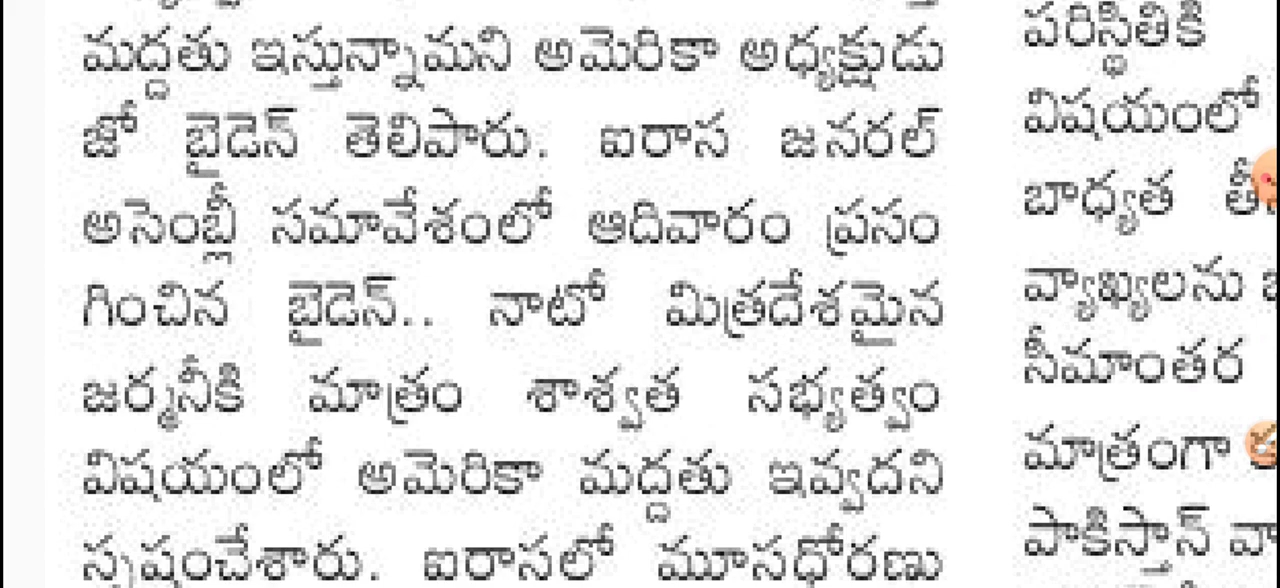 మద్దతు ఇస్తున్నామని అమెరికా అధ్యక్షుడు
జో బైడెన్ తెలిపారు. ఐరాస జనరల్
అసెంబ్లీ సమావేశంలో ఆదివారం ప్రసం
గించిన బైడెన్.. నాటో మిత్రదేశమైన
జర్మనీకి మాత్రం శాశ్వత సభ్యత్వం
విషయంలో అమెరికా మద్దతు ఇవ్వదని
స్పష్టంచేశారు. ఐరాసలో మూసధోరణు
పరిస్థితికి
విషయంలో
బాధ్యత
వ్యాఖ్యలను
సీమాంతర
మాత్రంగా
పాకిస్తాన్